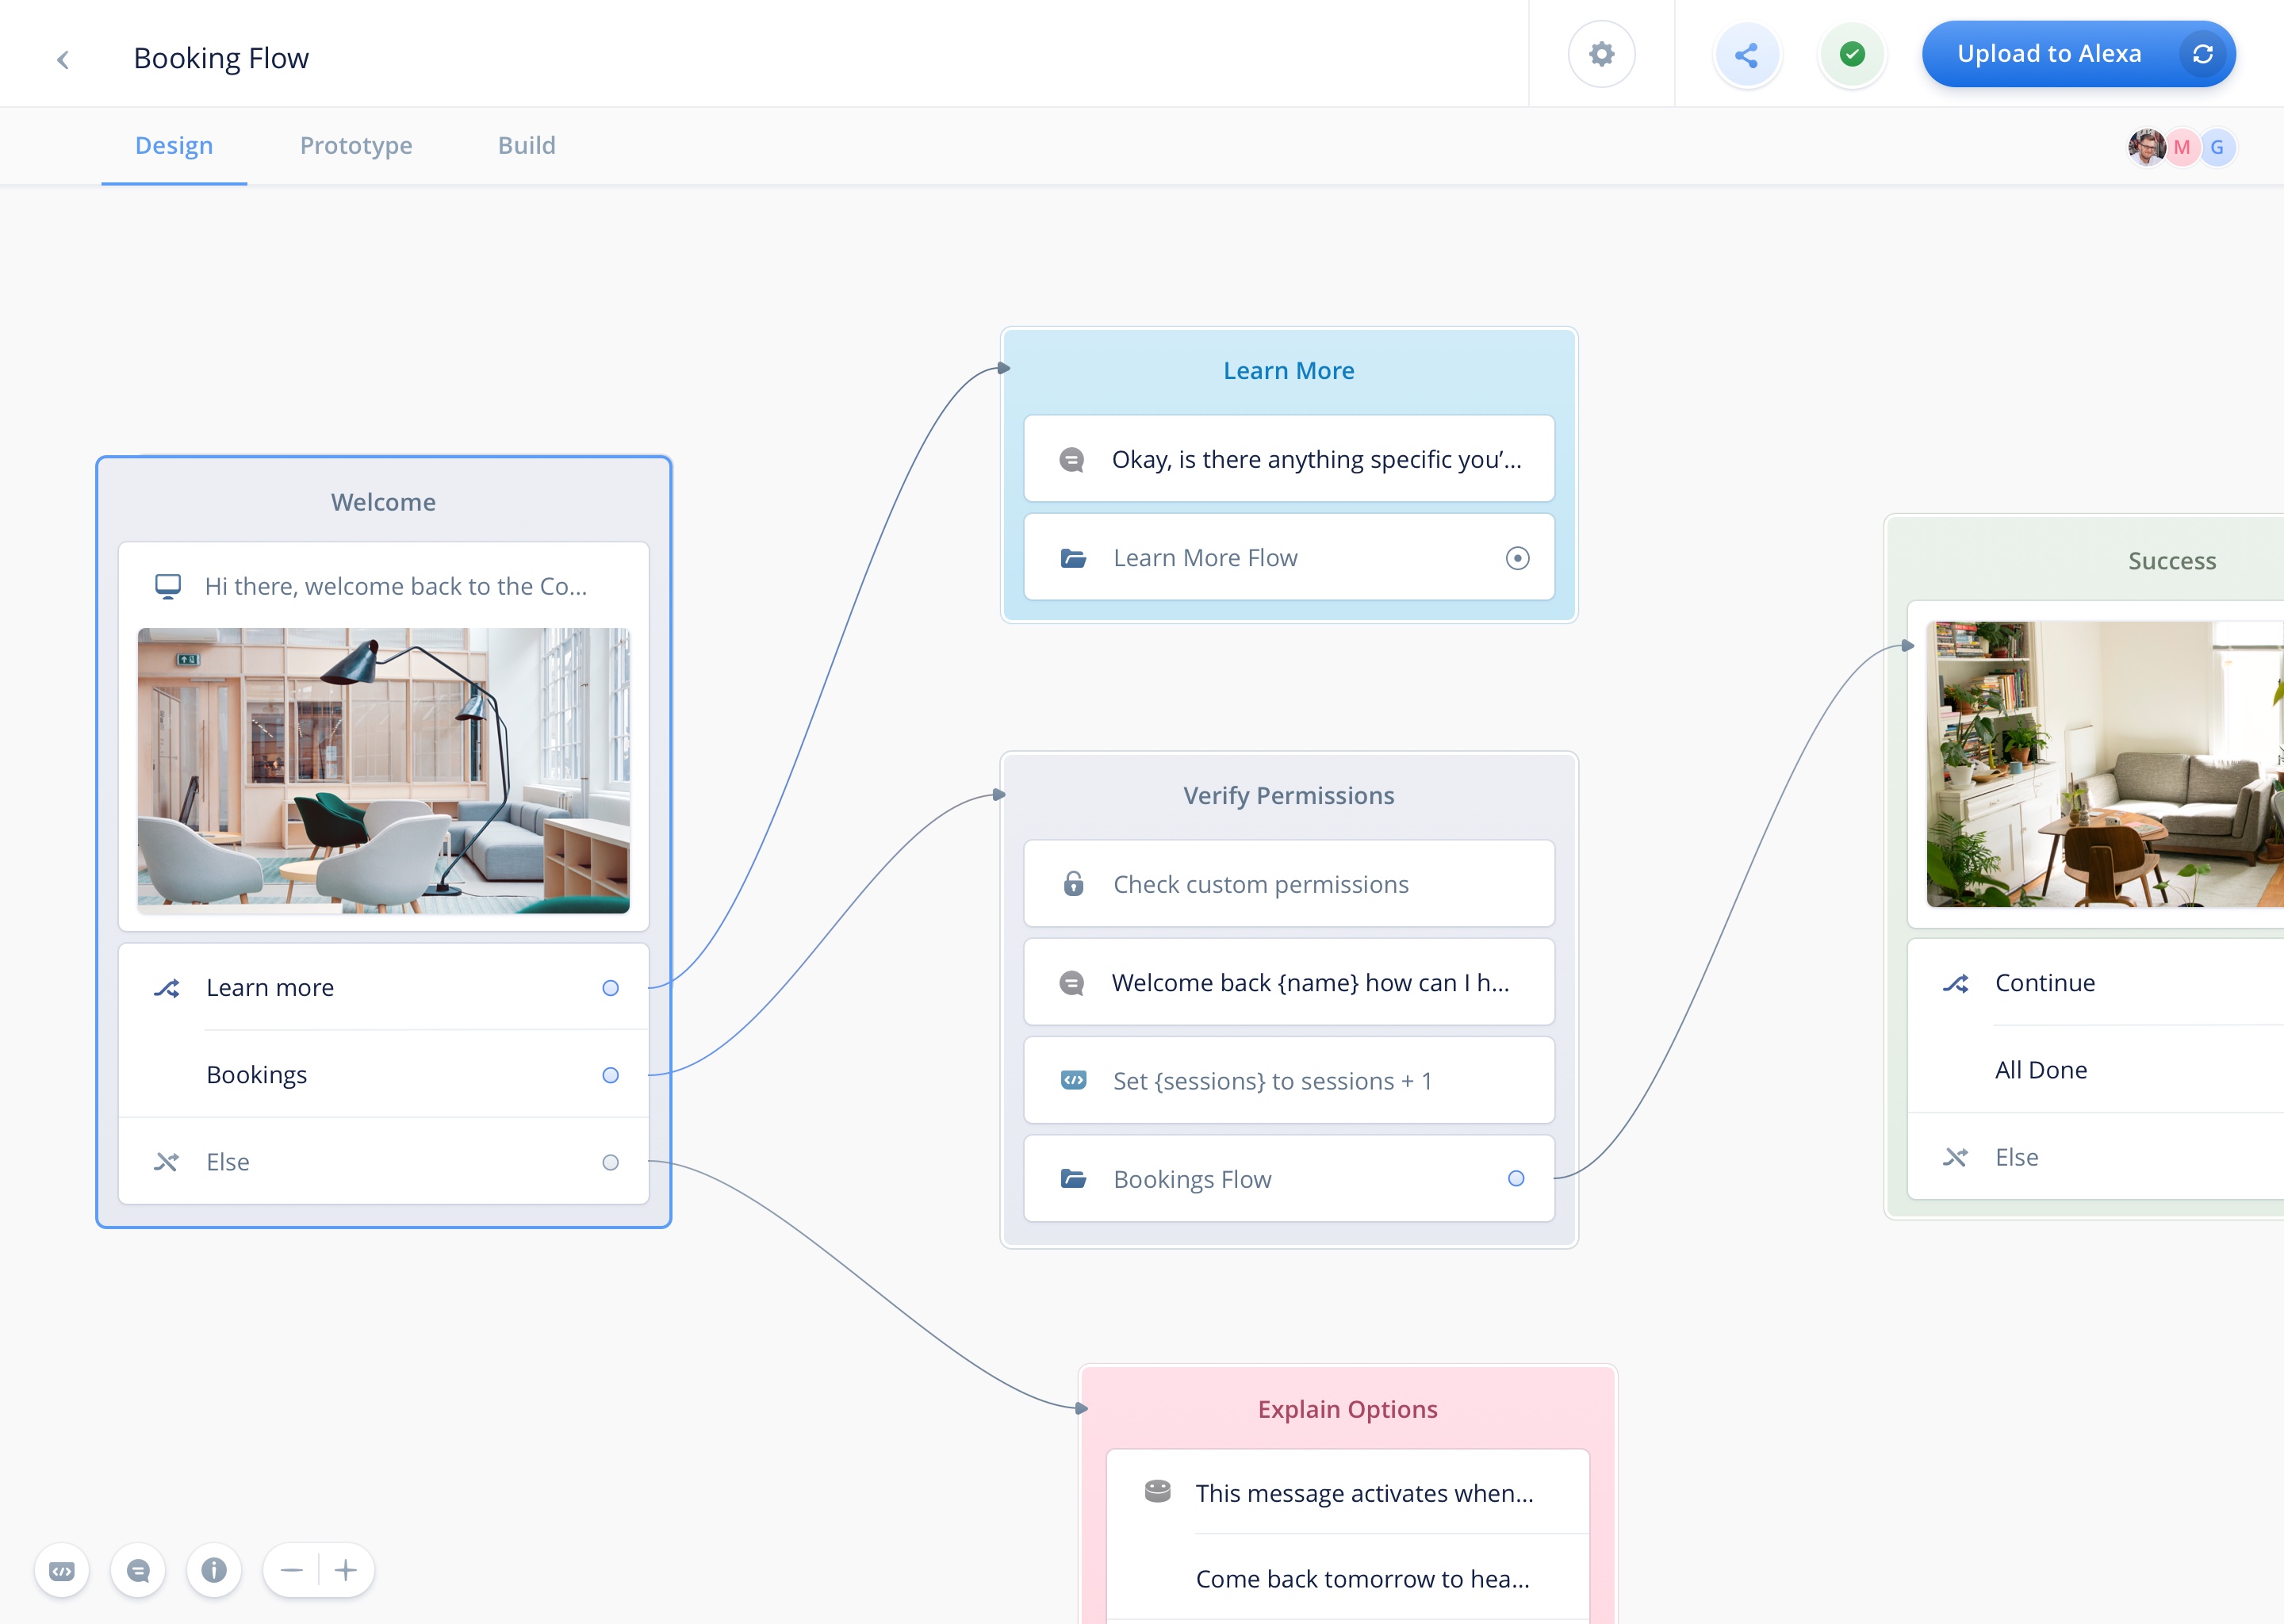 Booking Flow
Upload to Alexa
Design
Prototype
Build
M
G
Welcome
Hi there, welcome back to the Co...
Learn more
Bookings
Else
Learn More
Okay, is there anything specific you’...
Learn More Flow
Verify Permissions
Check custom permissions
Welcome back {name} how can I h...
Set {sessions} to sessions + 1
Bookings Flow
Explain Options
This message activates when...
Come back tomorrow to hea...
Success
Continue
All Done
Else